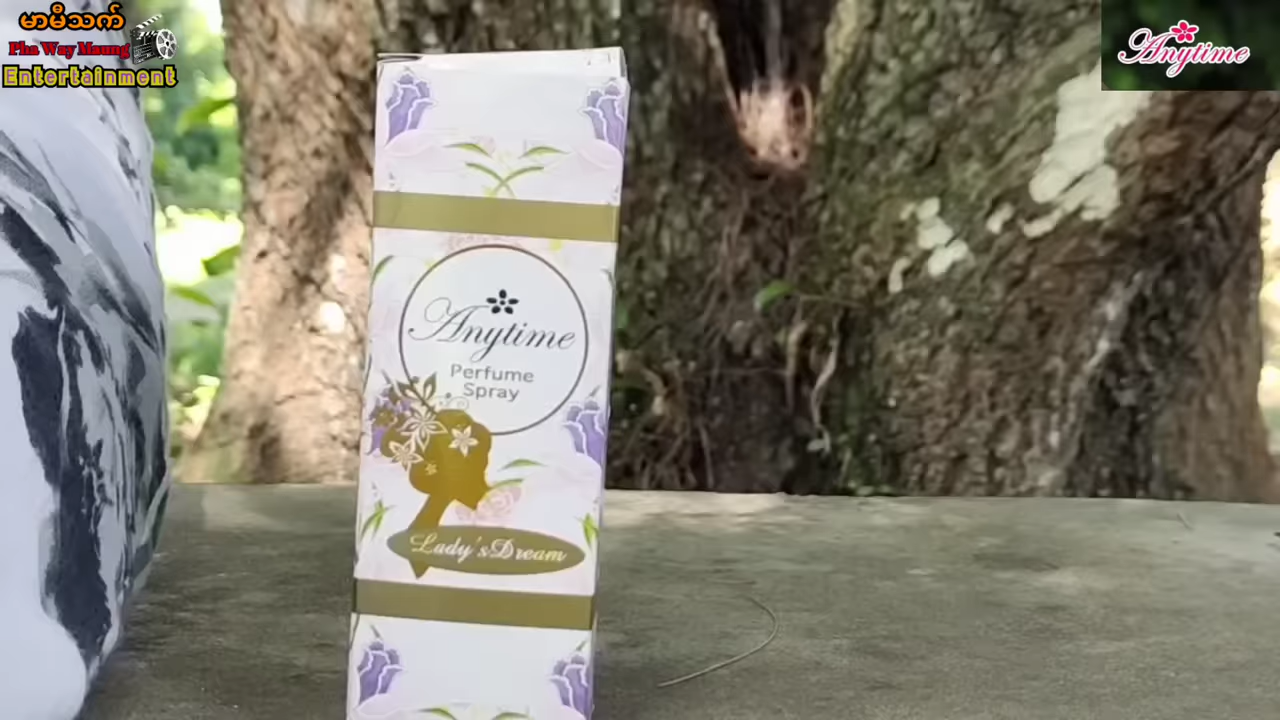 မာမီသက်
Pha Way Maung
Entertainment
Anytime
Anytime
Perfume
Spray
Lady's Dream